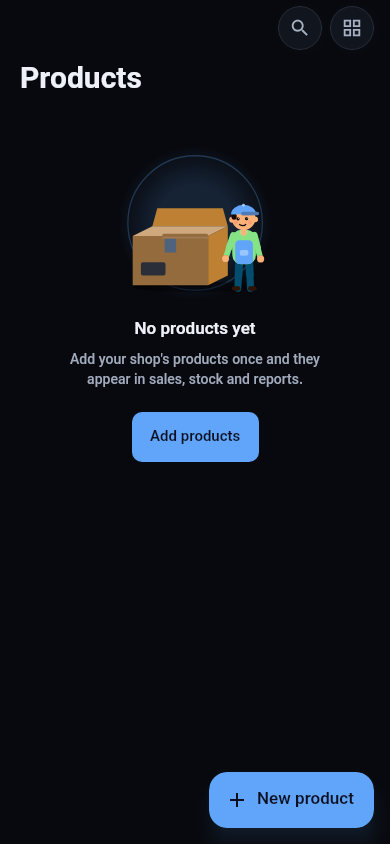 Products
No products yet
Add your shop's products once and they
appear in sales, stock and reports.
Add products
New product